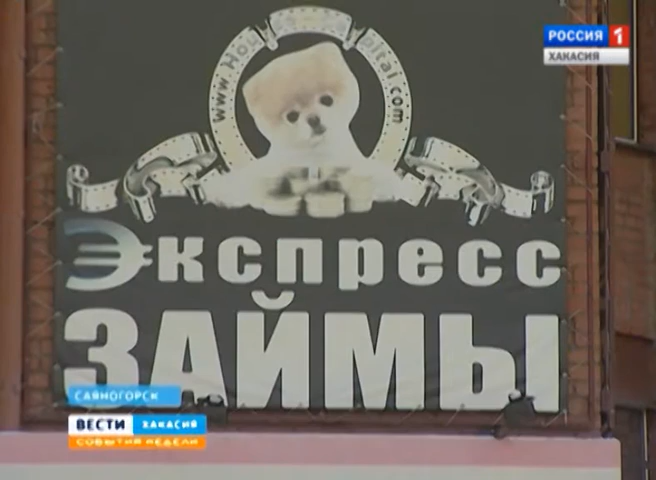 РОССИЯ 1
ХАКАСИЯ
Экспресс
ЗАЙМЫ
САЯНОГОРСК
ВЕСТИ ХАКАСИЯ
СОБЫТИЯ НЕДЕЛИ